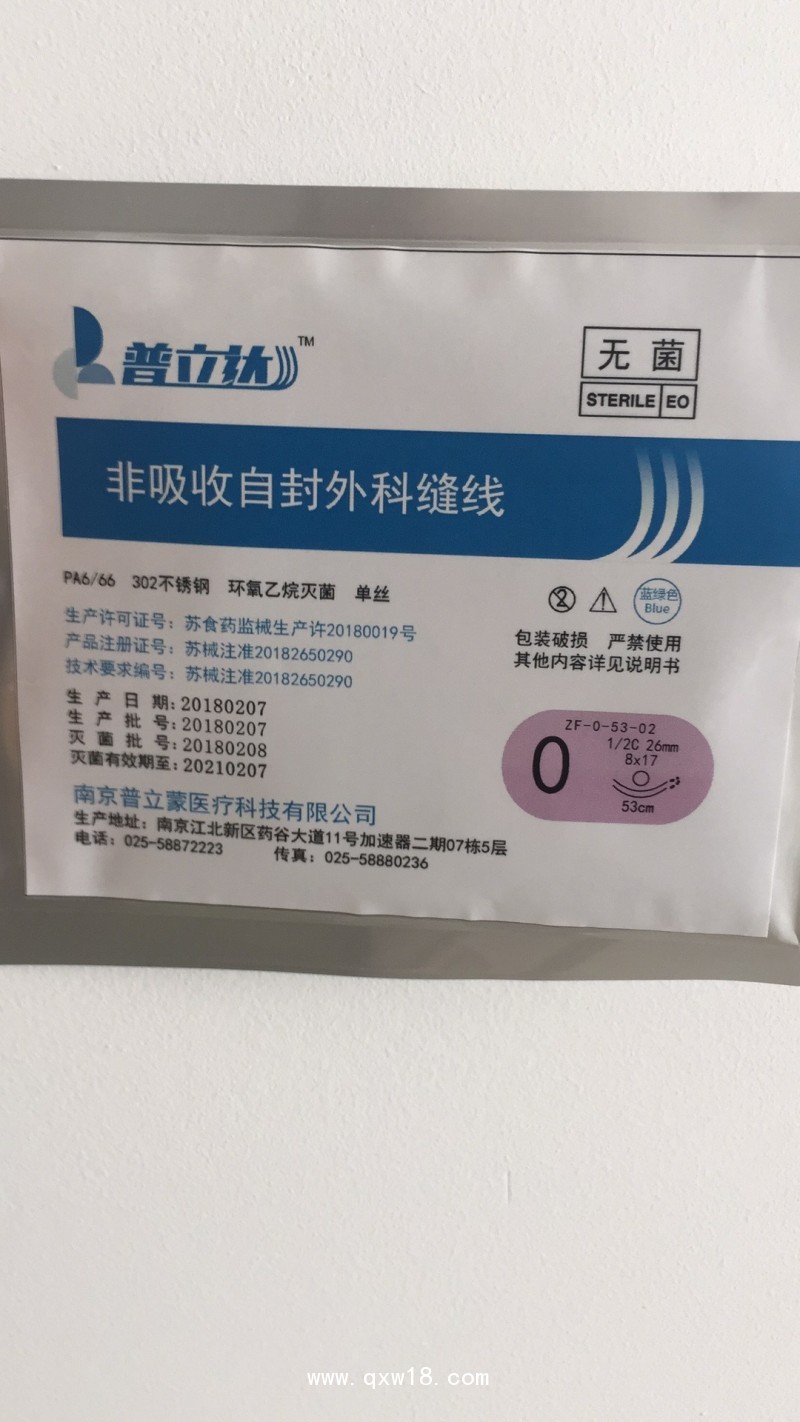 普立钛™
无菌
STERILE EO
非吸收自封外科缝线
PA6/66 302不锈钢 环氧乙烷灭菌 单丝
蓝绿色
Blue
生产许可证号：苏食药监械生产许20180019号
产品注册证号：苏械注准20182650290
技术要求编号：苏械注准20182650290
包装破损 严禁使用
其他内容详见说明书
生产日期：20180207
生产批号：20180207
灭菌批号：20180208
灭菌有效期至：20210207
ZF-0-53-02
0
1/2C 26mm
8x17
53cm
南京普立蒙医疗科技有限公司
生产地址：南京江北新区药谷大道11号加速器二期07栋5层
电话：025-58872223 传真：025-58880236
www.qxw18.com